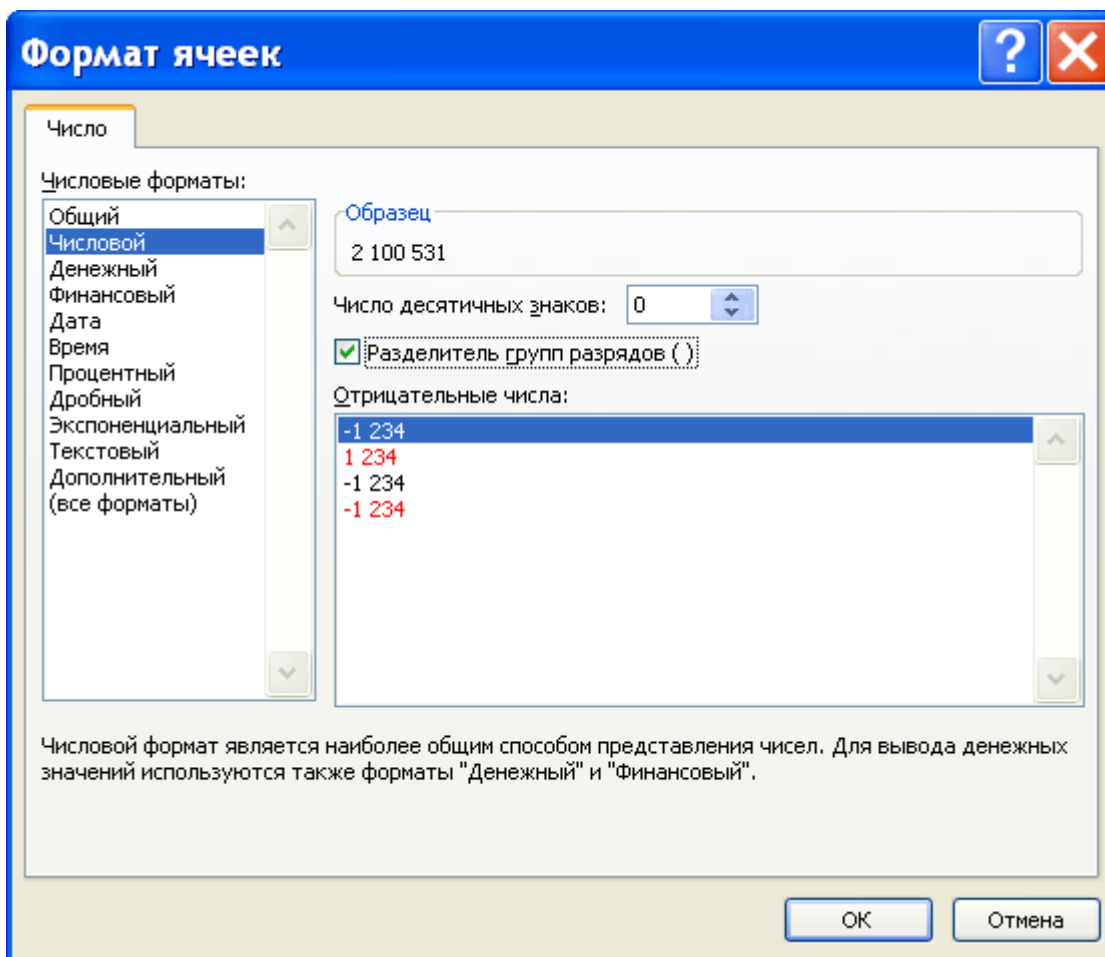 Формат ячеек
?
Число
Числовые форматы:
Общий
Числовой
Денежный
Финансовый
Дата
Время
Процентный
Дробный
Экспоненциальный
Текстовый
Дополнительный
(все форматы)
Образец
2 100 531
Число десятичных знаков: 0
Разделитель групп разрядов ( )
Отрицательные числа:
-1 234
1 234
-1 234
-1 234
Числовой формат является наиболее общим способом представления чисел. Для вывода денежных
значений используются также форматы "Денежный" и "Финансовый".
ОК
Отмена